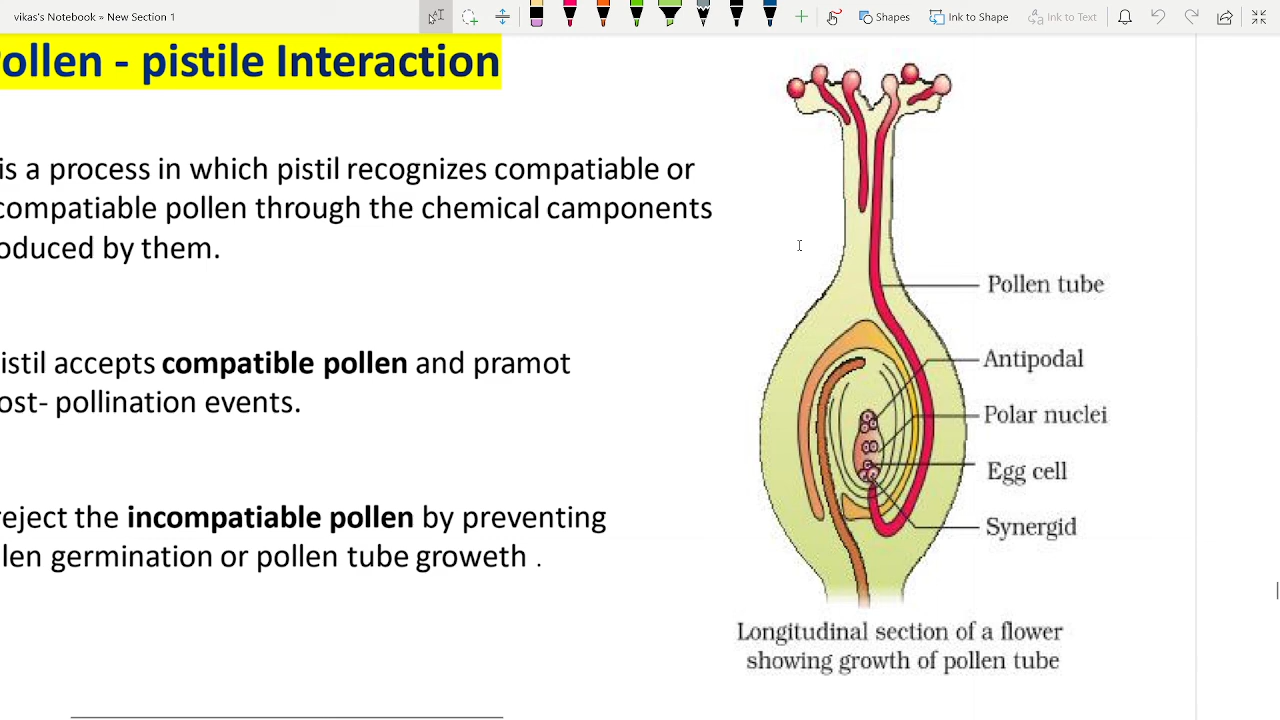 vikas's Notebook » New Section 1
Shapes
Ink to Shape
Ink to Text
ollen - pistile Interaction
is a process in which pistil recognizes compatiable or
compatiable pollen through the chemical camponents
oduced by them.
istil accepts compatible pollen and pramot
ost- pollination events.
reject the incompatiable pollen by preventing
llen germination or pollen tube groweth .
Pollen tube
Antipodal
Polar nuclei
Egg cell
Synergid
Longitudinal section of a flower
showing growth of pollen tube